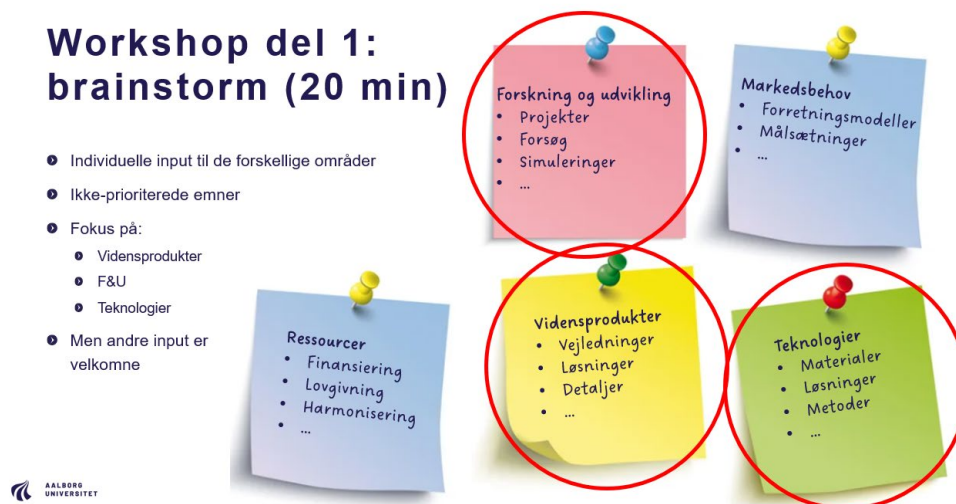 Workshop del 1:
brainstorm (20 min)
Individuelle input til de forskellige områder
Ikke-prioriterede emner
Fokus på:
Vidensprodukter
F&U
Teknologier
Men andre input er
velkomne
Forskning og udvikling
• Projekter
• Forsøg
• Simuleringer
• ...
Markedsbehov
• Forretningsmodeller
• Målsætninger
• ...
Ressourcer
• Finansiering
• Lovgivning
• Harmonisering
• ...
Vidensprodukter
• Vejledninger
• Løsninger
• Detaljer
• ...
Teknologier
• Materialer
• Løsninger
• Metoder
• ...
AALBORG
UNIVERSITET